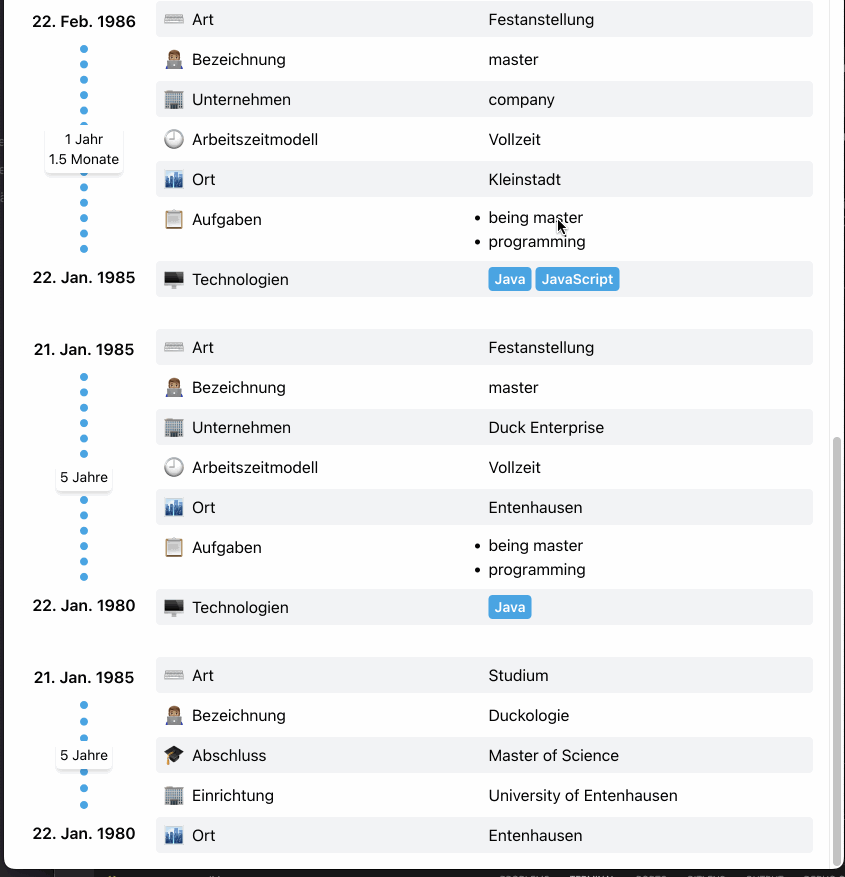 22. Feb. 1986
Art Festanstellung
Bezeichnung master
Unternehmen company
1 Jahr
1.5 Monate
Arbeitszeitmodell Vollzeit
Ort Kleinstadt
Aufgaben • being master
• programming
22. Jan. 1985
Technologien Java JavaScript
21. Jan. 1985
Art Festanstellung
Bezeichnung master
Unternehmen Duck Enterprise
5 Jahre
Arbeitszeitmodell Vollzeit
Ort Entenhausen
Aufgaben • being master
• programming
22. Jan. 1980
Technologien Java
21. Jan. 1985
Art Studium
Bezeichnung Duckologie
5 Jahre
Abschluss Master of Science
Einrichtung University of Entenhausen
22. Jan. 1980
Ort Entenhausen